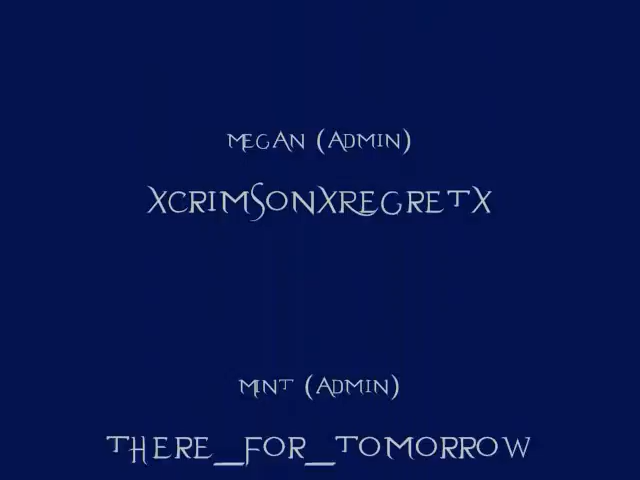 MEGAN (ADMIN)
XCRIMSONXREGRETX
MINT (ADMIN)
THERE_FOR_TOMORROW